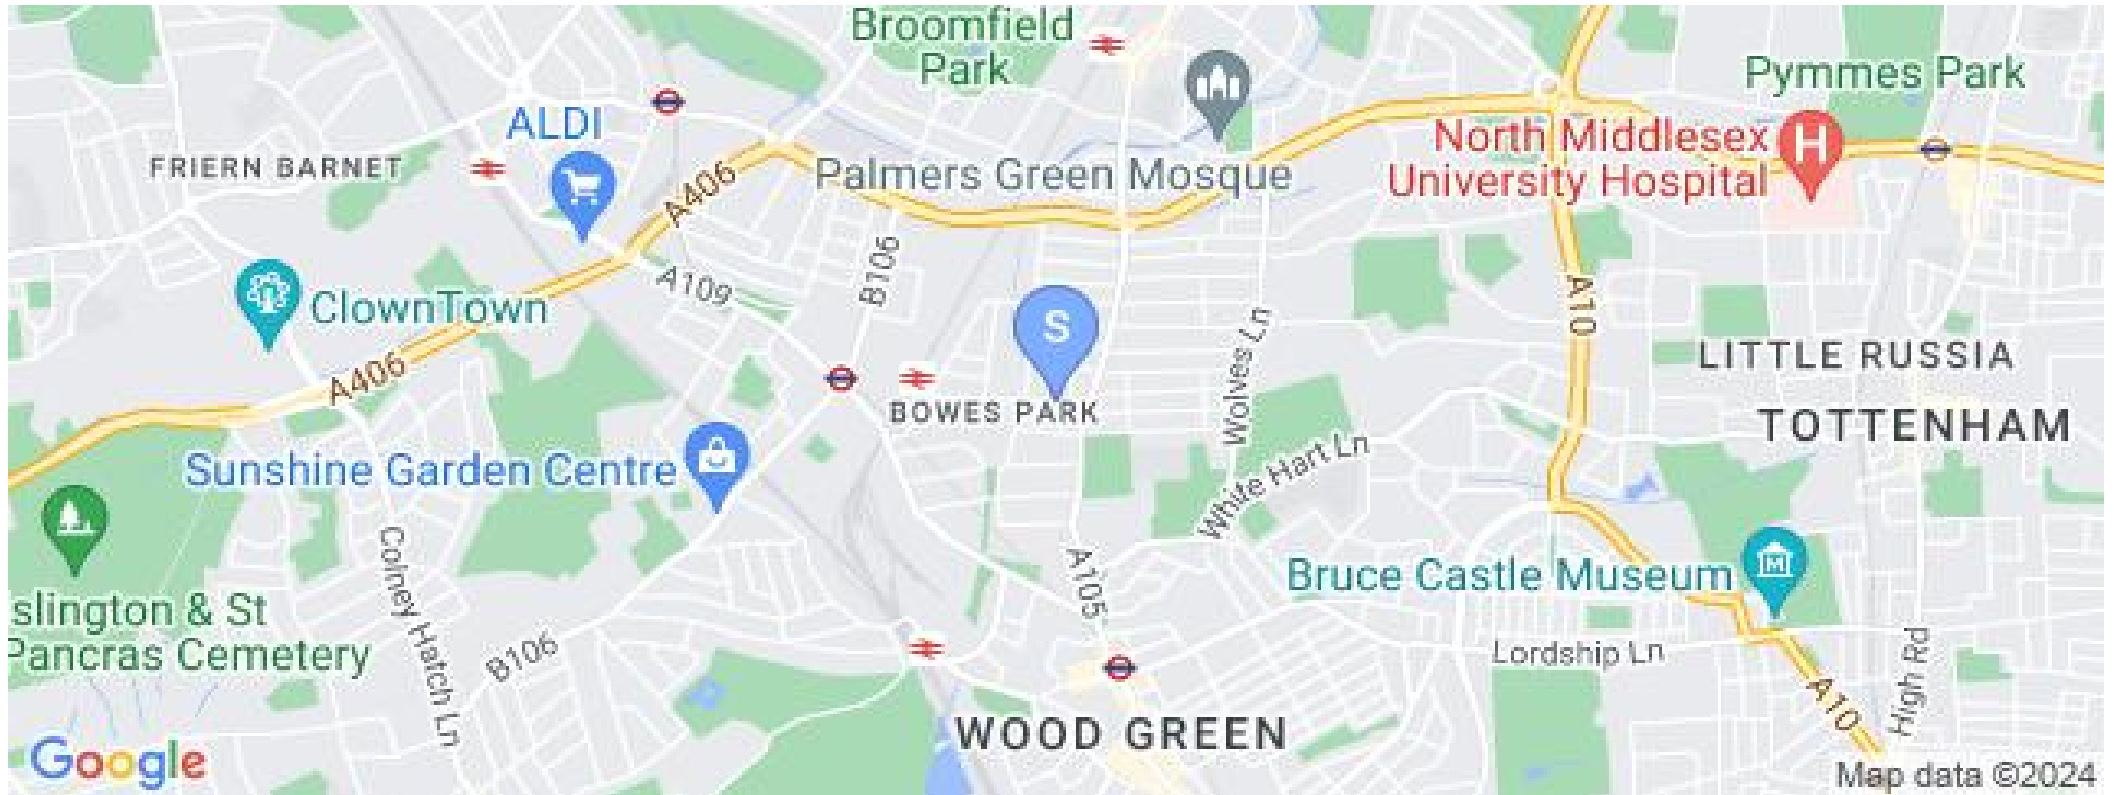 Broomfield
Park
Pymmes Park
ALDI
North Middlesex
University Hospital
H
FRIERN BARNET
A406
Palmers Green Mosque
B106
A109
A10
ClownTown
S
Wolves Ln
LITTLE RUSSIA
A406
BOWES PARK
TOTTENHAM
Sunshine Garden Centre
White Hart Ln
Colney Hatch Ln
A105
Bruce Castle Museum
M
slington & St
Pancras Cemetery
B106
Lordship Ln
High Rd
A10
WOOD GREEN
Google
Map data ©2024